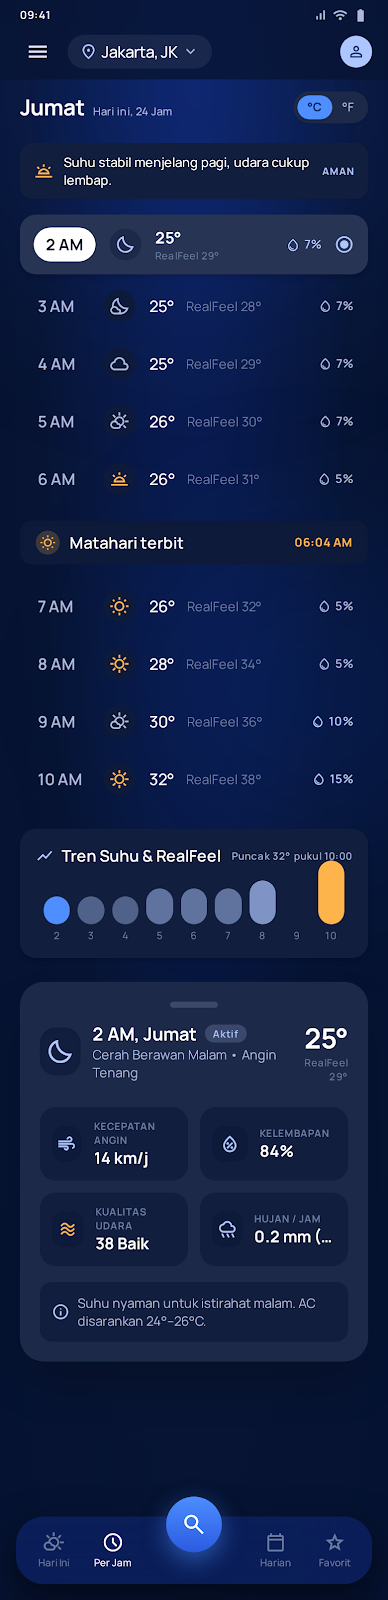 09:41
Jakarta, JK
Jumat Hari ini, 24 Jam °C °F
Suhu stabil menjelang pagi, udara cukup
lembap.
AMAN
2 AM 25° 7%
RealFeel 29°
3 AM 25° RealFeel 28° 7%
4 AM 25° RealFeel 29° 7%
5 AM 26° RealFeel 30° 7%
6 AM 26° RealFeel 31° 5%
Matahari terbit 06:04 AM
7 AM 26° RealFeel 32° 5%
8 AM 28° RealFeel 34° 5%
9 AM 30° RealFeel 36° 10%
10 AM 32° RealFeel 38° 15%
Tren Suhu & RealFeel Puncak 32° pukul 10:00
2 3 4 5 6 7 8 9 10
2 AM, Jumat Aktif 25°
Cerah Berawan Malam • Angin
Tenang
RealFeel
29°
KECEPATAN
ANGIN
14 km/j
KELEMBAPAN
84%
KUALITAS
UDARA
38 Baik
HUJAN / JAM
0.2 mm (...
Suhu nyaman untuk istirahat malam. AC
disarankan 24°–26°C.
Hari Ini Per Jam Harian Favorit